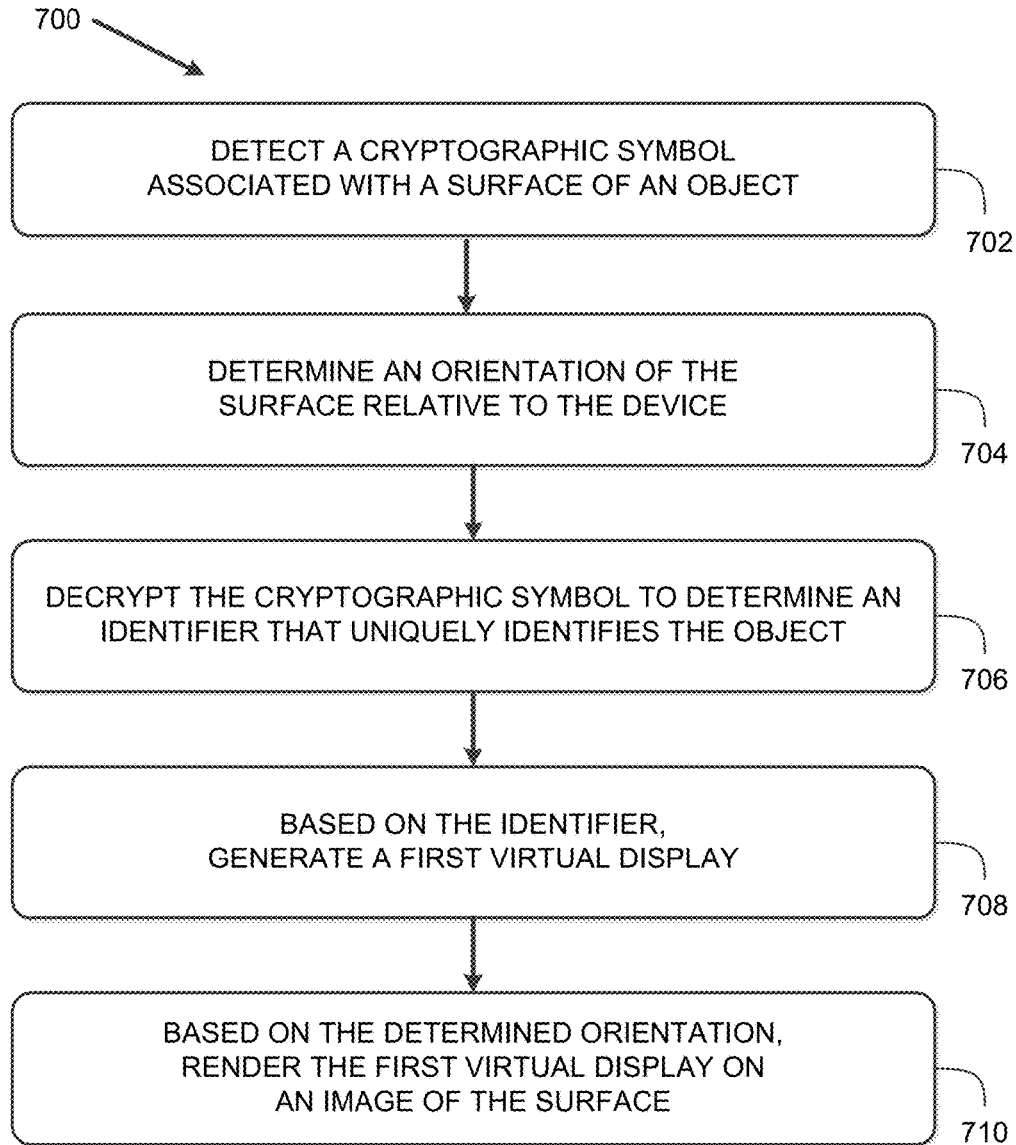 700
DETECT A CRYPTOGRAPHIC SYMBOL
ASSOCIATED WITH A SURFACE OF AN OBJECT
702
DETERMINE AN ORIENTATION OF THE
SURFACE RELATIVE TO THE DEVICE
704
DECRYPT THE CRYPTOGRAPHIC SYMBOL TO DETERMINE AN
IDENTIFIER THAT UNIQUELY IDENTIFIES THE OBJECT
706
BASED ON THE IDENTIFIER,
GENERATE A FIRST VIRTUAL DISPLAY
708
BASED ON THE DETERMINED ORIENTATION,
RENDER THE FIRST VIRTUAL DISPLAY ON
AN IMAGE OF THE SURFACE
710